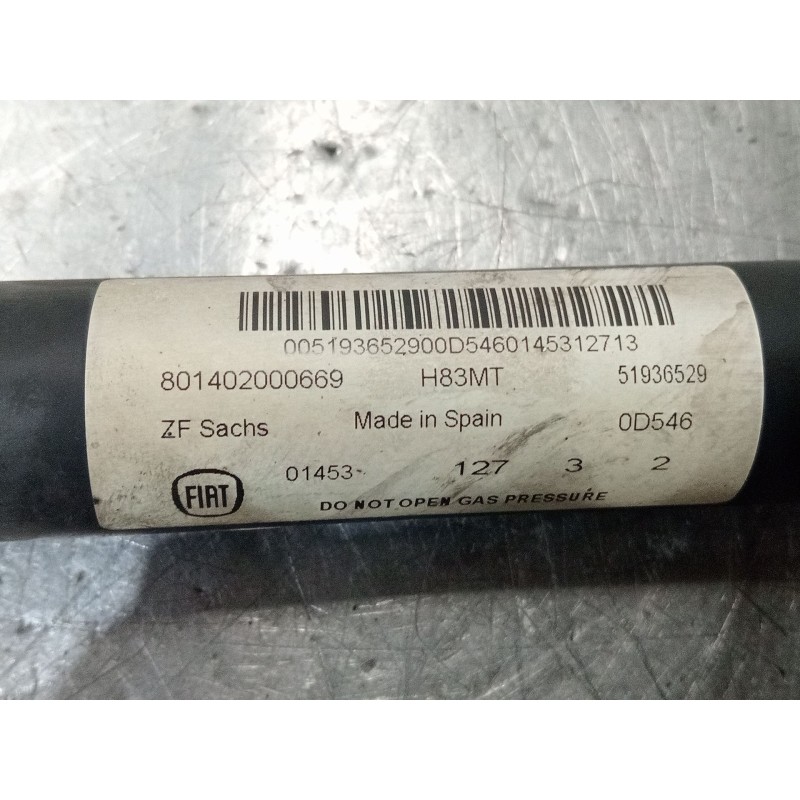 005193652900D5460145312713
801402000669 H83MT 51936529
ZF Sachs Made in Spain 0D546
FIAT 01453 127 3 2
DO NOT OPEN GAS PRESSURE